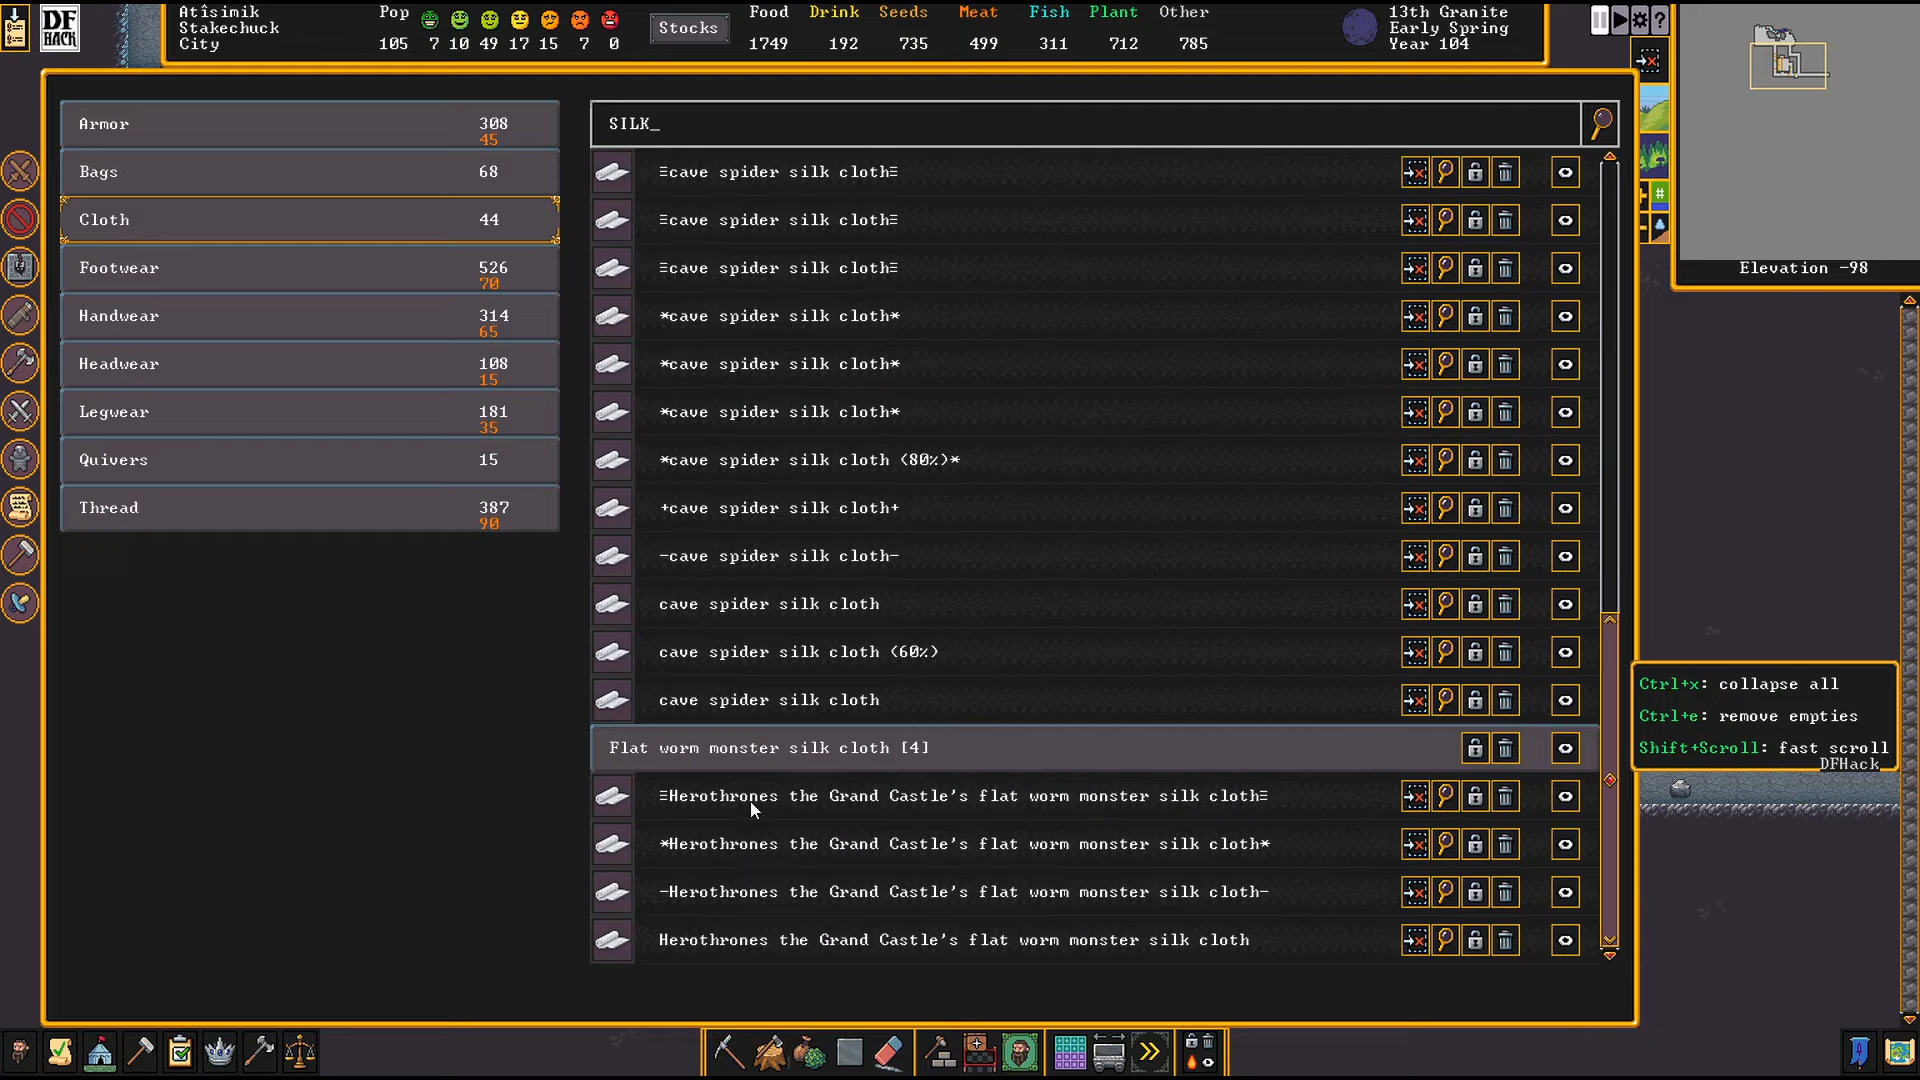 DF
HACK
Atîsimik
Stakechuck
City
Pop
105 7 10 49 17 15 7 0
Stocks
Food Drink Seeds Meat Fish Plant Other
1749 192 735 499 311 712 785
13th Granite
Early Spring
Year 104
Elevation -98
Armor 308
45
Bags 68
Cloth 44
Footwear 526
70
Handwear 314
65
Headwear 108
15
Legwear 181
35
Quivers 15
Thread 387
90
SILK_
≡cave spider silk cloth≡
≡cave spider silk cloth≡
≡cave spider silk cloth≡
*cave spider silk cloth*
*cave spider silk cloth*
*cave spider silk cloth*
*cave spider silk cloth (80%)*
+cave spider silk cloth+
-cave spider silk cloth-
cave spider silk cloth
cave spider silk cloth (60%)
cave spider silk cloth
Flat worm monster silk cloth [4]
≡Herothrones the Grand Castle's flat worm monster silk cloth≡
*Herothrones the Grand Castle's flat worm monster silk cloth*
-Herothrones the Grand Castle's flat worm monster silk cloth-
Herothrones the Grand Castle's flat worm monster silk cloth
Ctrl+x: collapse all
Ctrl+e: remove empties
Shift+Scroll: fast scroll
DFHack